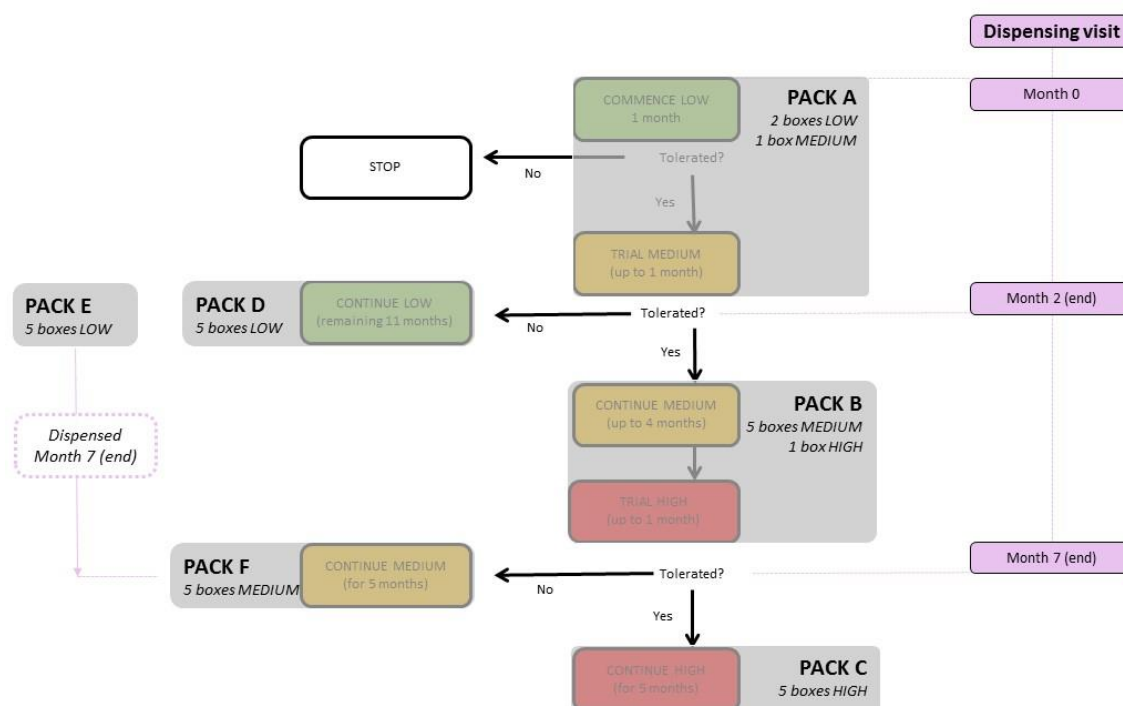 Dispensing visit
Month 0
COMMENCE LOW
1 month
PACK A
2 boxes LOW
1 box MEDIUM
STOP
No
Tolerated?
Yes
TRIAL MEDIUM
(up to 1 month)
PACK E
5 boxes LOW
PACK D
5 boxes LOW
CONTINUE LOW
(remaining 11 months)
No
Tolerated?
Month 2 (end)
Yes
CONTINUE MEDIUM
(up to 4 months)
PACK B
5 boxes MEDIUM
1 box HIGH
Dispensed
Month 7 (end)
TRIAL HIGH
(up to 1 month)
PACK F
5 boxes MEDIUM
CONTINUE MEDIUM
(for 5 months)
No
Tolerated?
Month 7 (end)
Yes
CONTINUE HIGH
(for 5 months)
PACK C
5 boxes HIGH